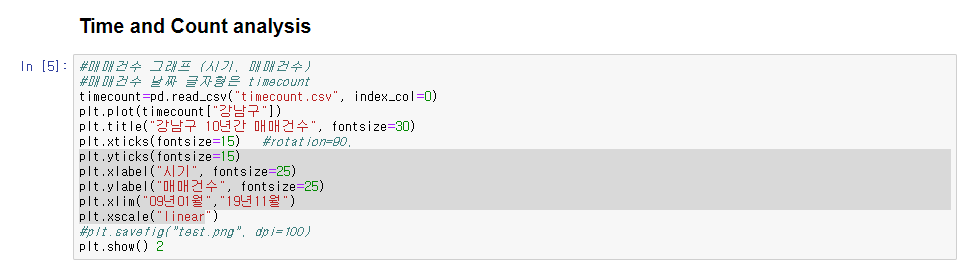 Time and Count analysis
In [5]: #매매건수 그래프 (시기, 매매건수)
#매매건수 날짜 글자형은 timecount
timecount=pd.read_csv("timecount.csv", index_col=0)
plt.plot(timecount["강남구"])
plt.title("강남구 10년간 매매건수", fontsize=30)
plt.xticks(fontsize=15) #rotation=90,
plt.yticks(fontsize=15)
plt.xlabel("시기", fontsize=25)
plt.ylabel("매매건수", fontsize=25)
plt.xlim("09년01월","19년11월")
plt.xscale("linear")
#plt.savefig("test.png", dpi=100)
plt.show() 2